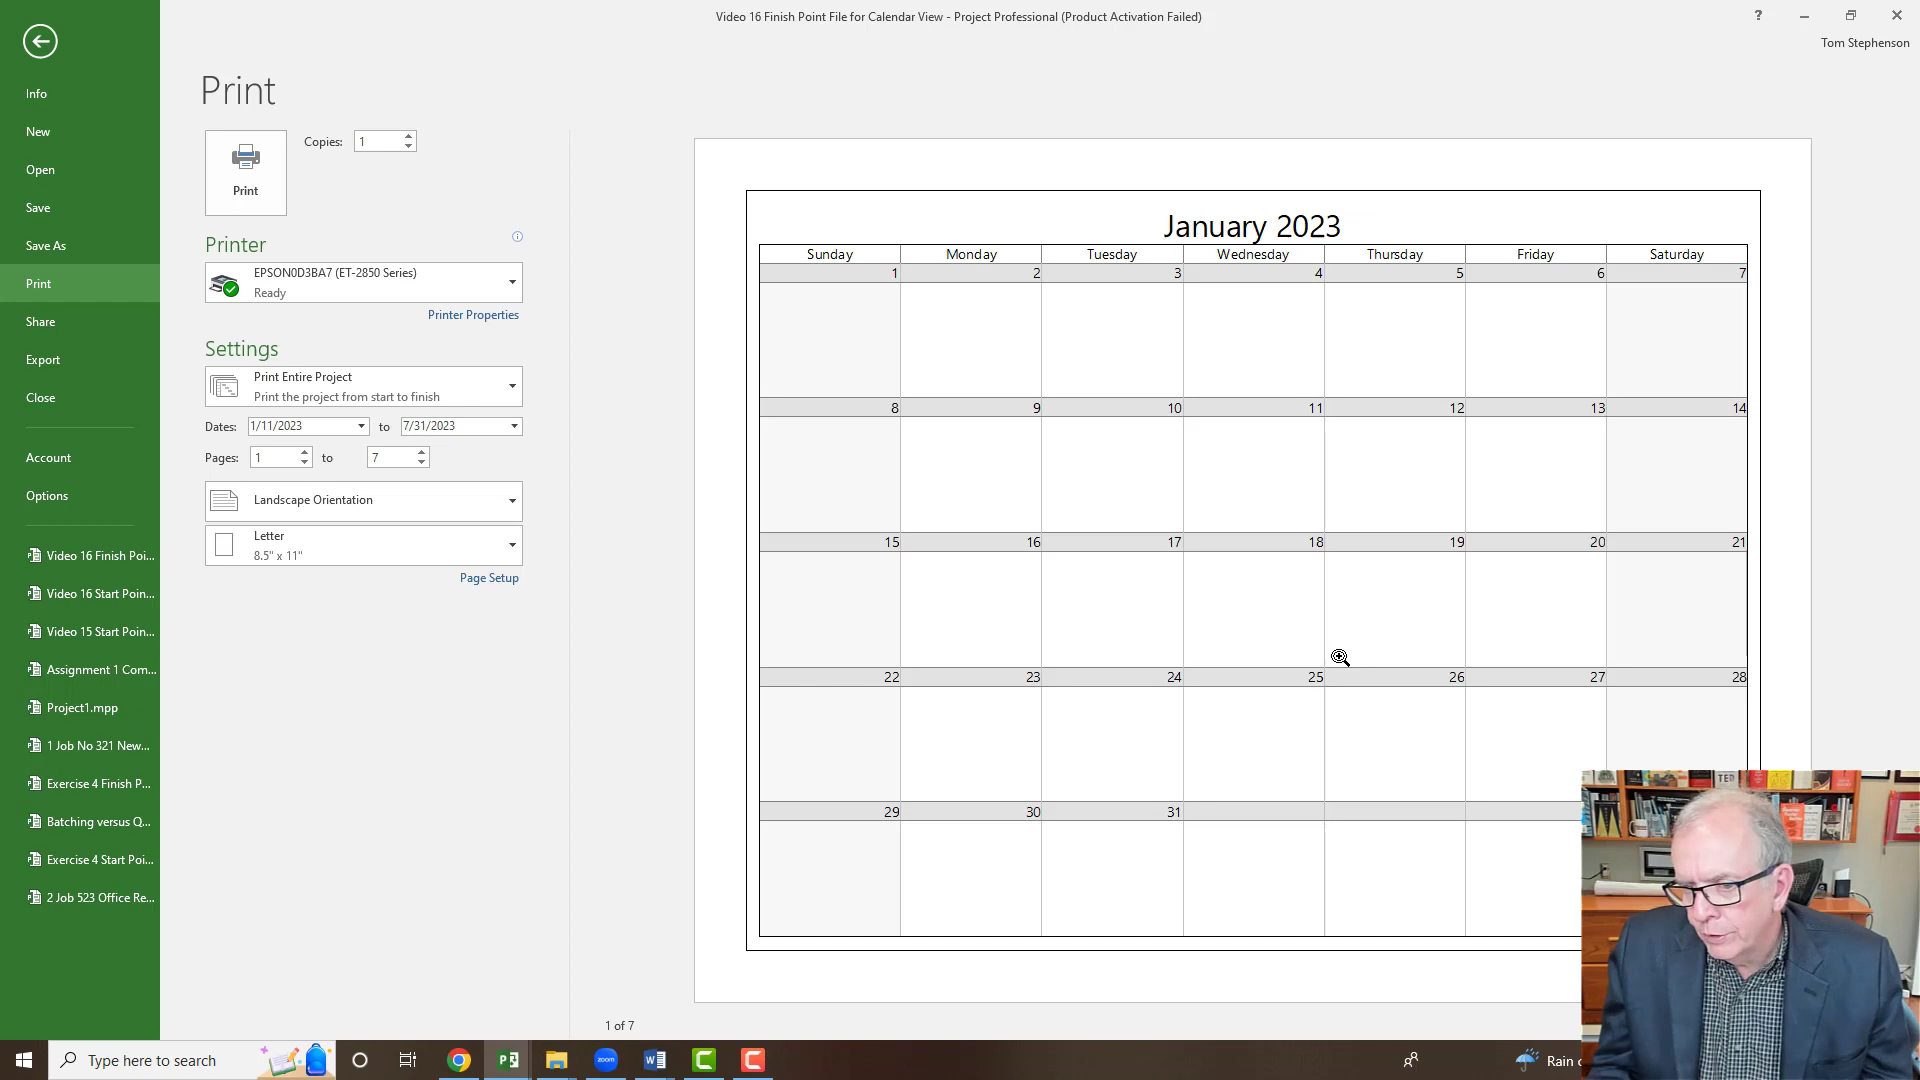 Video 16 Finish Point File for Calendar View - Project Professional (Product Activation Failed)
?
Tom Stephenson
Info
New
Open
Save
Save As
Print
Share
Export
Close
Account
Options
Video 16 Finish Poi...
Video 16 Start Poin...
Video 15 Start Poin...
Assignment 1 Com...
Project1.mpp
1 Job No 321 New...
Exercise 4 Finish P...
Batching versus Q...
Exercise 4 Start Poi...
2 Job 523 Office Re...
Print
Print
Copies: 1
Printer
EPSON0D3BA7 (ET-2850 Series)
Ready
Printer Properties
Settings
Print Entire Project
Print the project from start to finish
Dates: 1/11/2023 to 7/31/2023
Pages: 1 to 7
Landscape Orientation
Letter
8.5" x 11"
Page Setup
January 2023
Sunday Monday Tuesday Wednesday Thursday Friday Saturday
1 2 3 4 5 6 7
8 9 10 11 12 13 14
15 16 17 18 19 20 21
22 23 24 25 26 27 28
29 30 31
1 of 7
TED
Type here to search
zoom
Rain